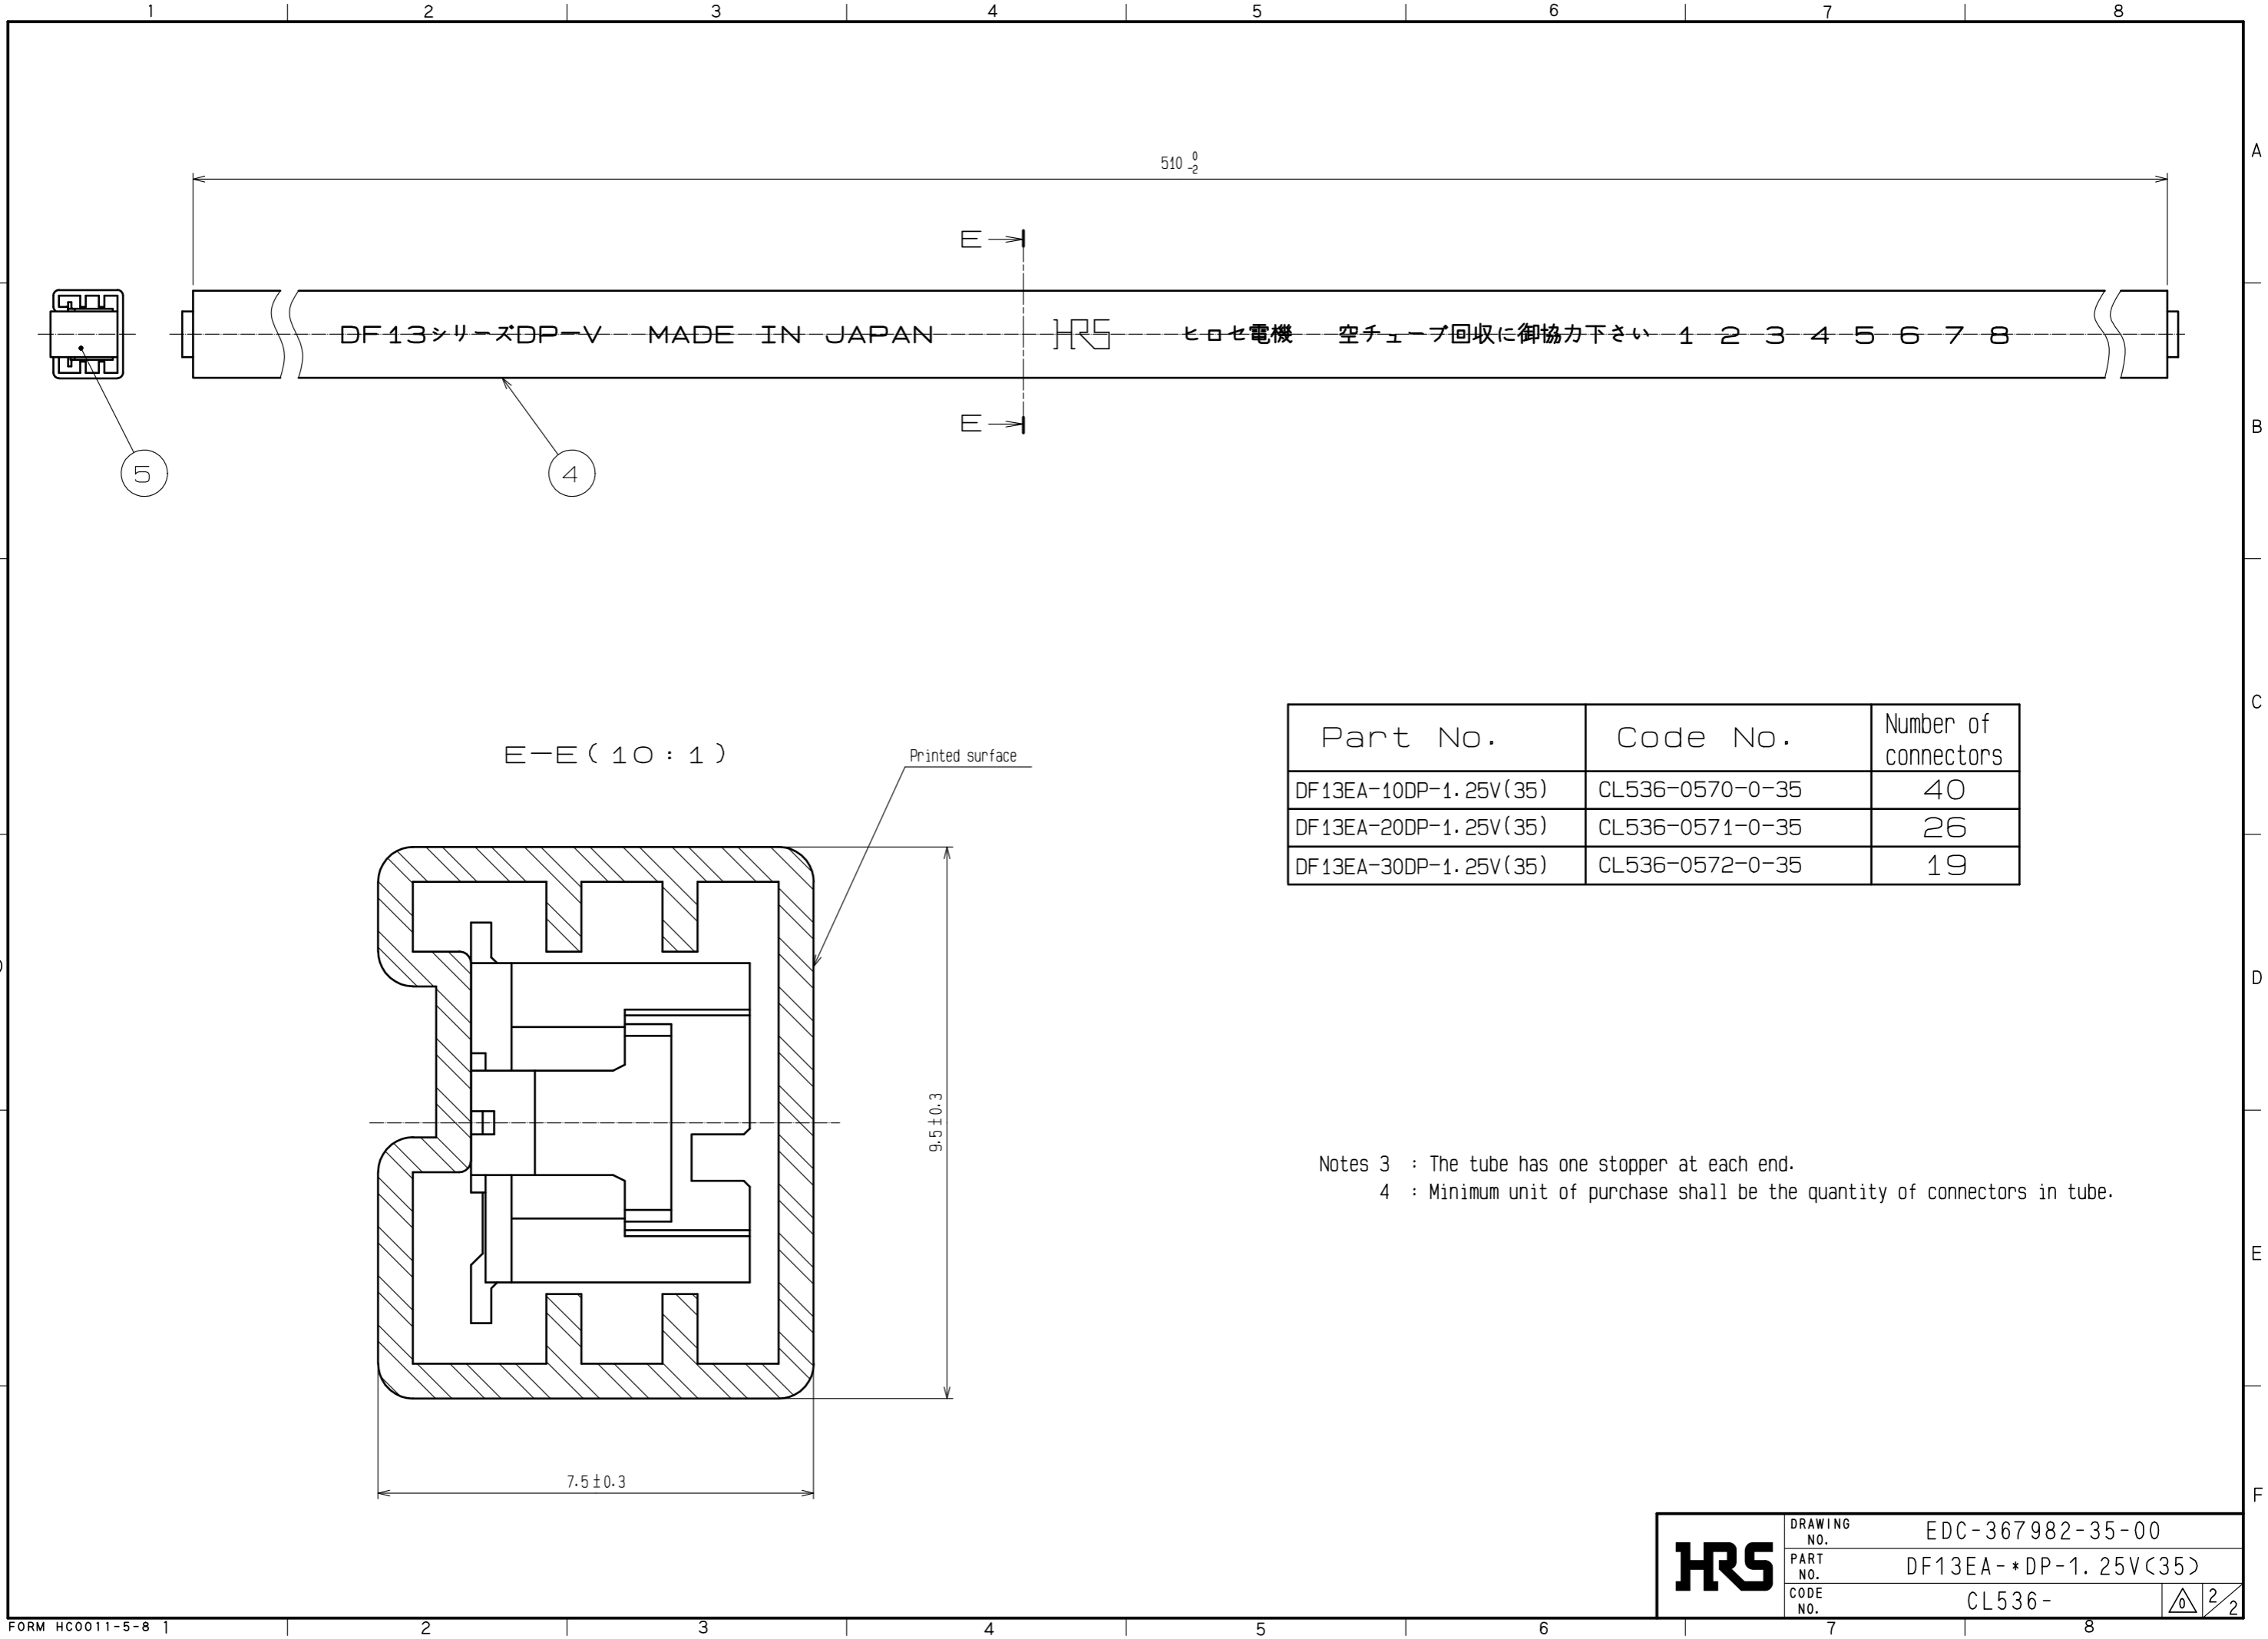 1 2 3 4 5 6 7 8
A
510 0 -2
E
DF13シリーズDP-V MADE IN JAPAN HRS ヒロセ電機 空チューブ回収に御協力下さい 1 2 3 4 5 6 7 8
E
B
5 4
C
Part No. Code No. Number of connectors
DF13EA-10DP-1.25V(35) CL536-0570-0-35 40
DF13EA-20DP-1.25V(35) CL536-0571-0-35 26
DF13EA-30DP-1.25V(35) CL536-0572-0-35 19
E-E(10:1)
Printed surface
D
9.5±0.3
Notes 3 : The tube has one stopper at each end.
4 : Minimum unit of purchase shall be the quantity of connectors in tube.
E
7.5±0.3
F
HRS
DRAWING NO. EDC-367982-35-00
PART NO. DF13EA-*DP-1.25V(35)
CODE NO. CL536- 0 2/2
FORM HC0011-5-8 1 2 3 4 5 6 7 8